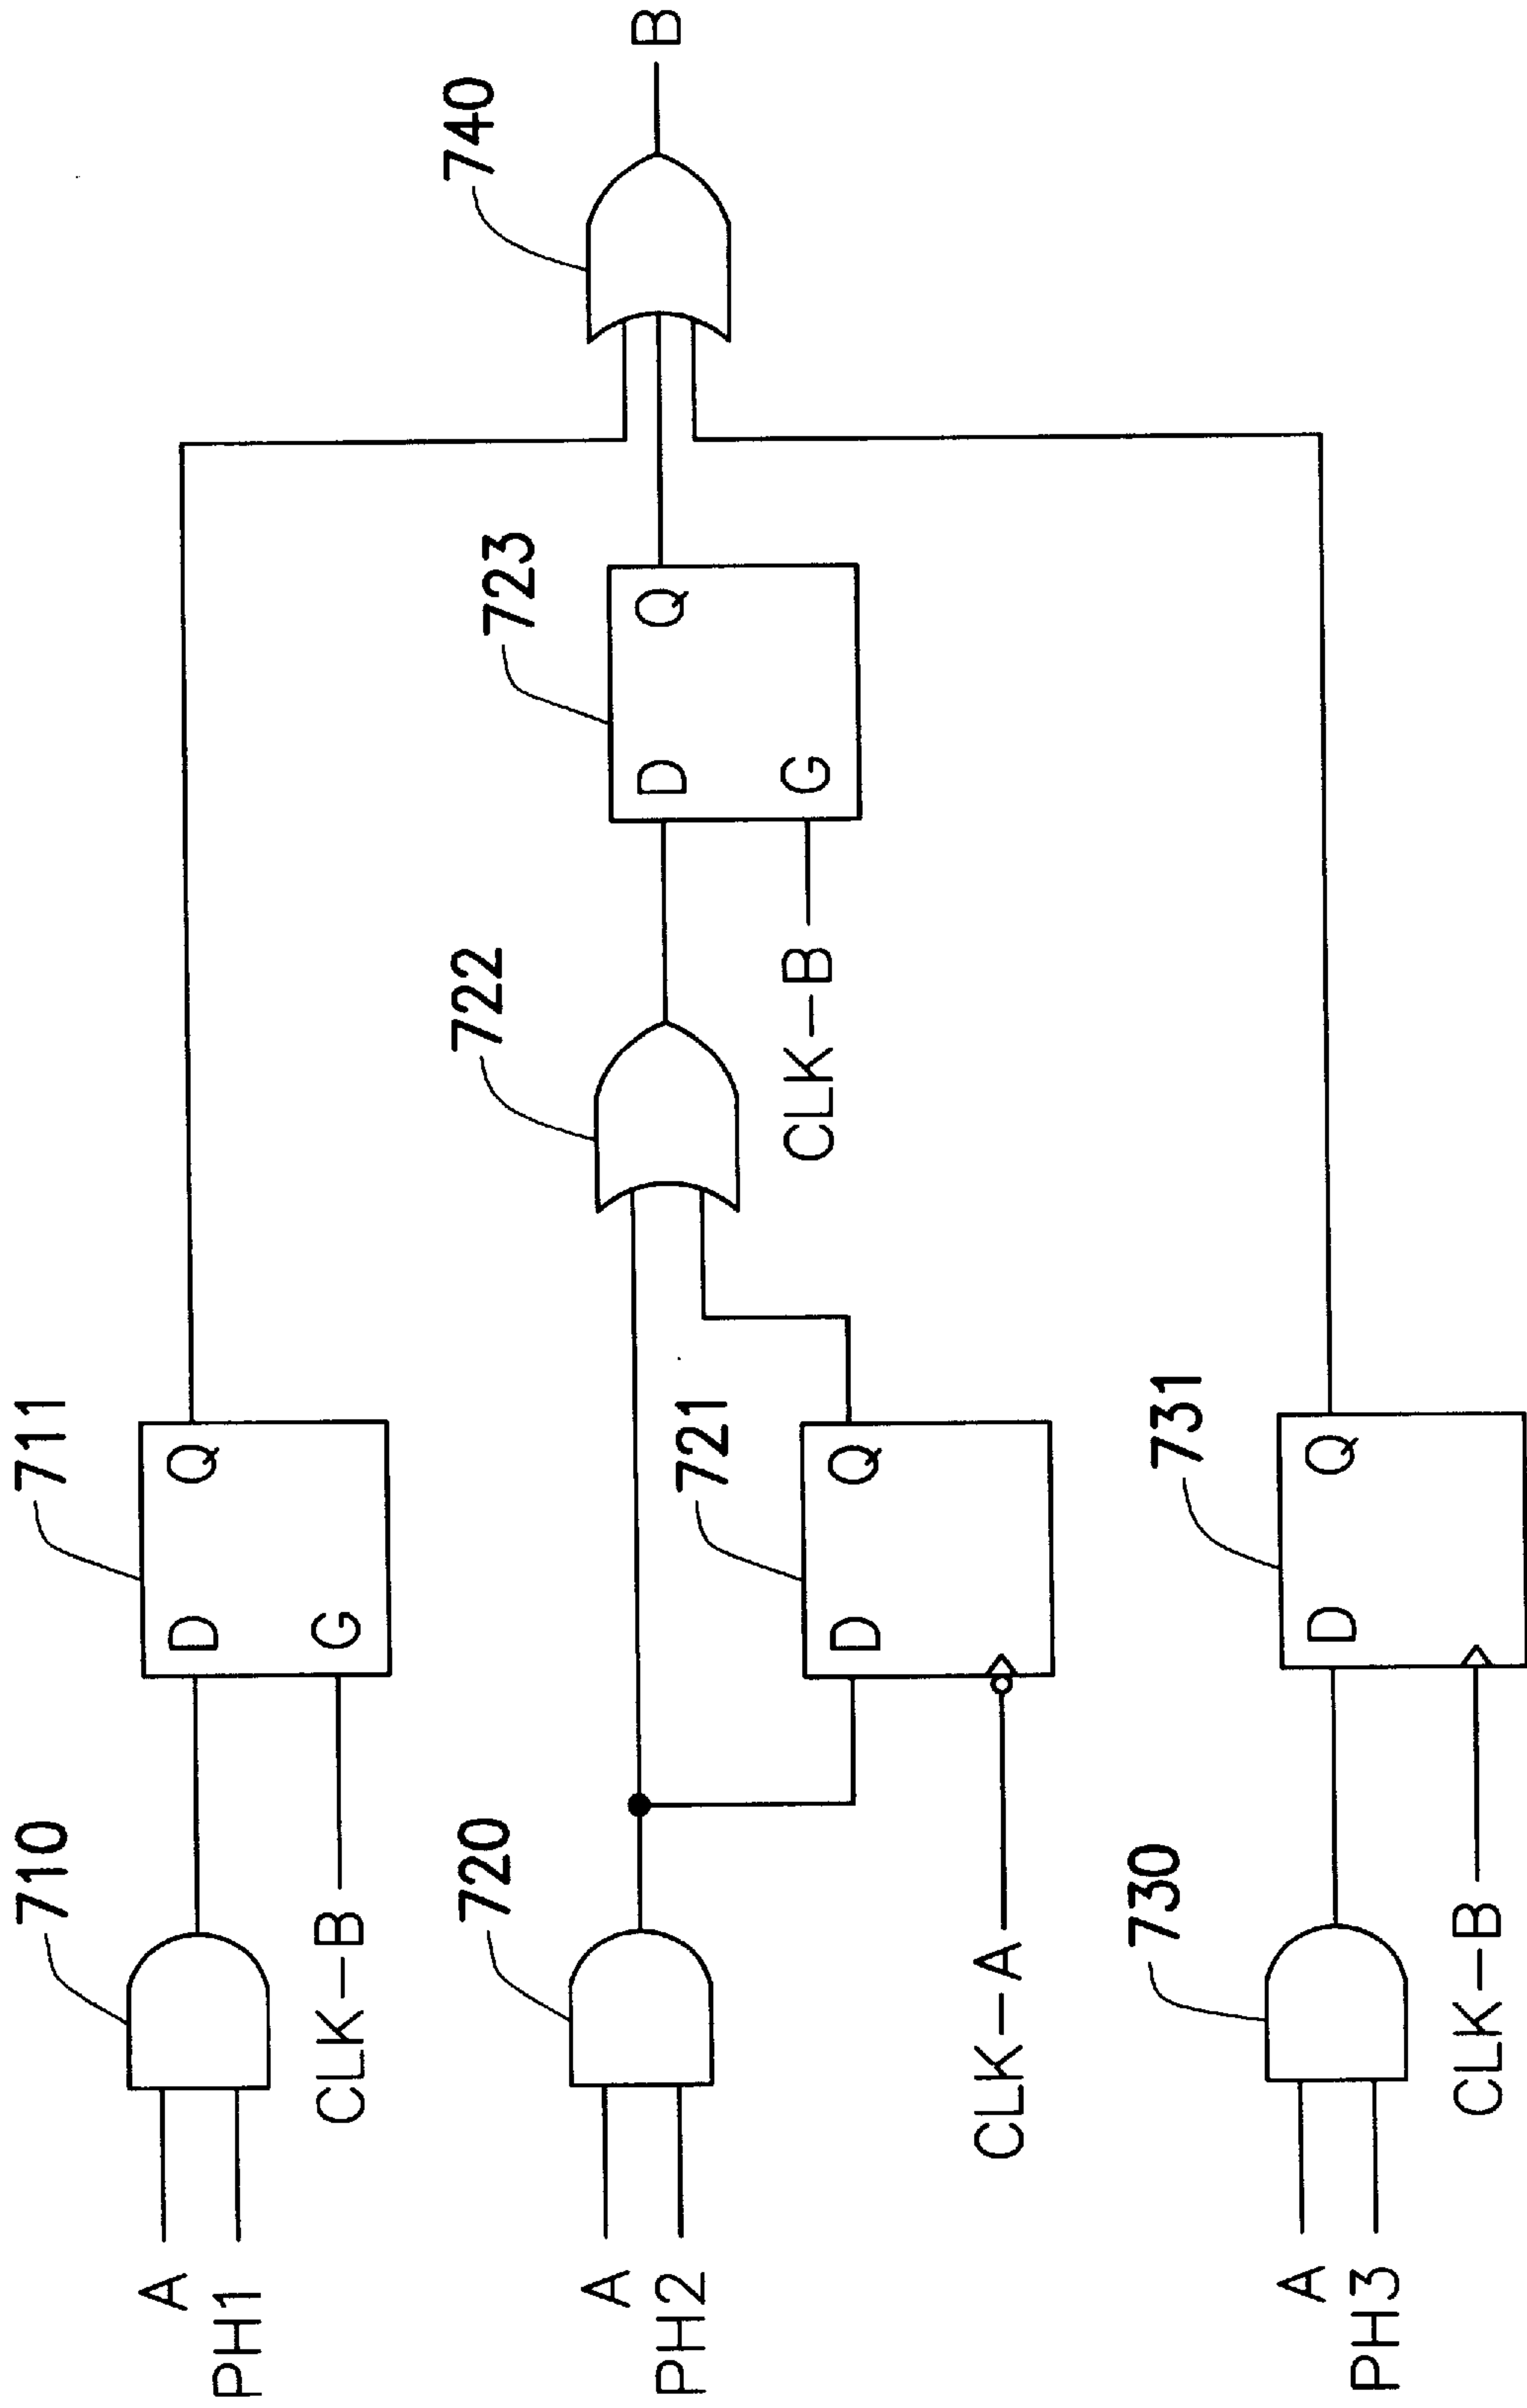 710
711
A
PH1
D
Q
G
CLK-B
720
A
PH2
721
D
Q
CLK-A
722
723
D
Q
G
CLK-B
740
B
730
731
A
PH3
D
Q
CLK-B